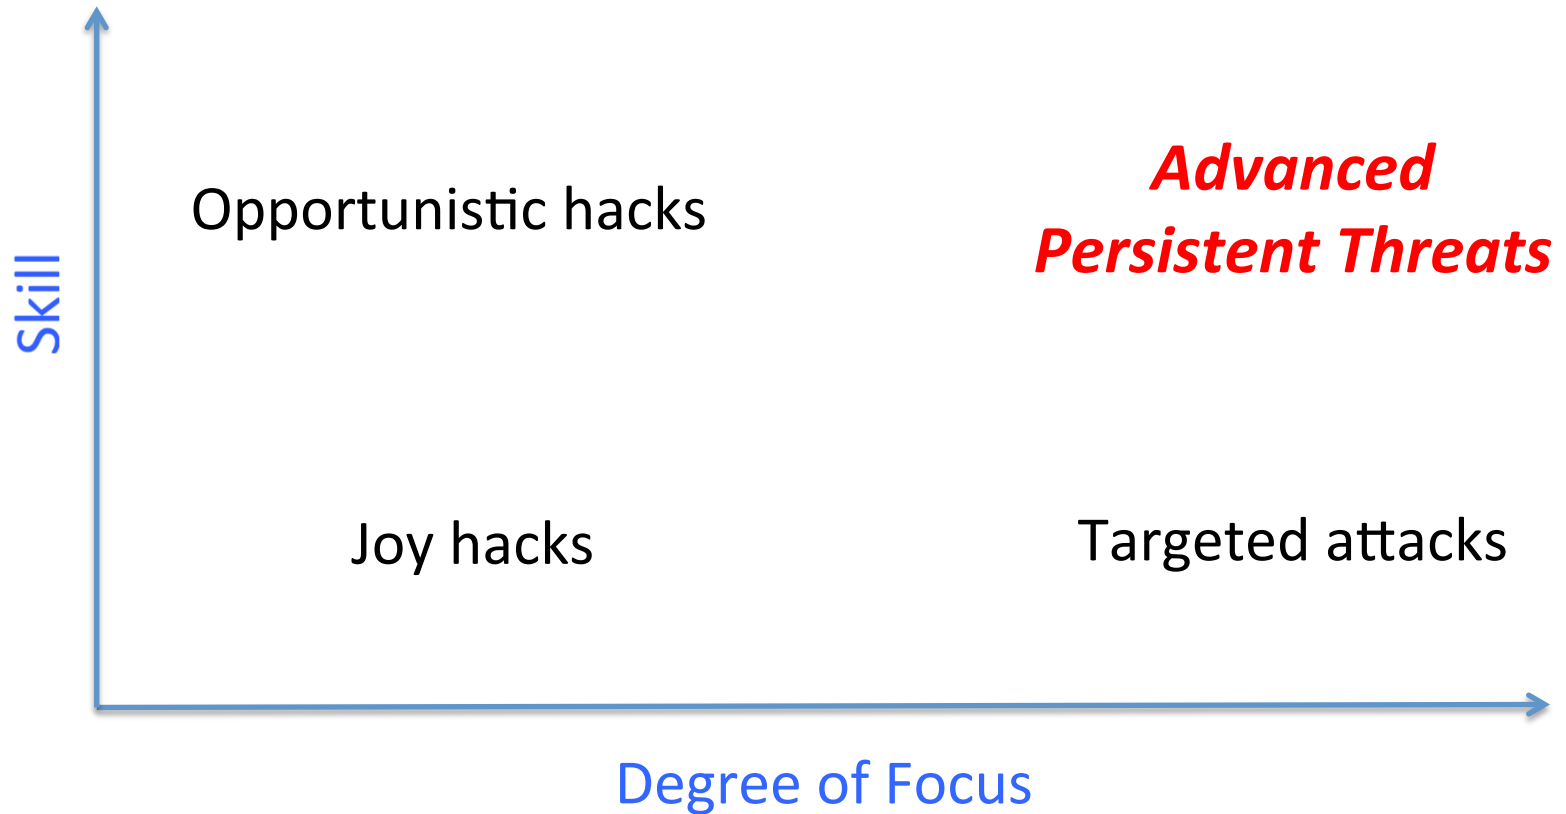 Advanced
Persistent Threats
Opportunistic hacks
Skill
Joy hacks
Targeted attacks
Degree of Focus